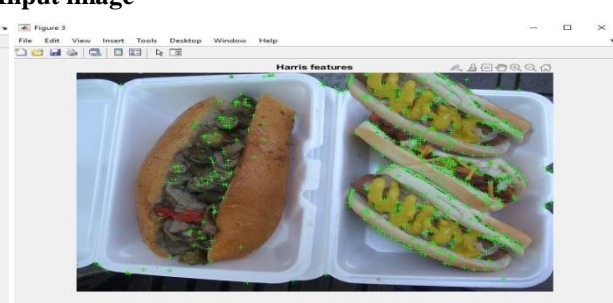 Input image
Figure 3
File Edit View Insert Tools Desktop Window Help
Harris features